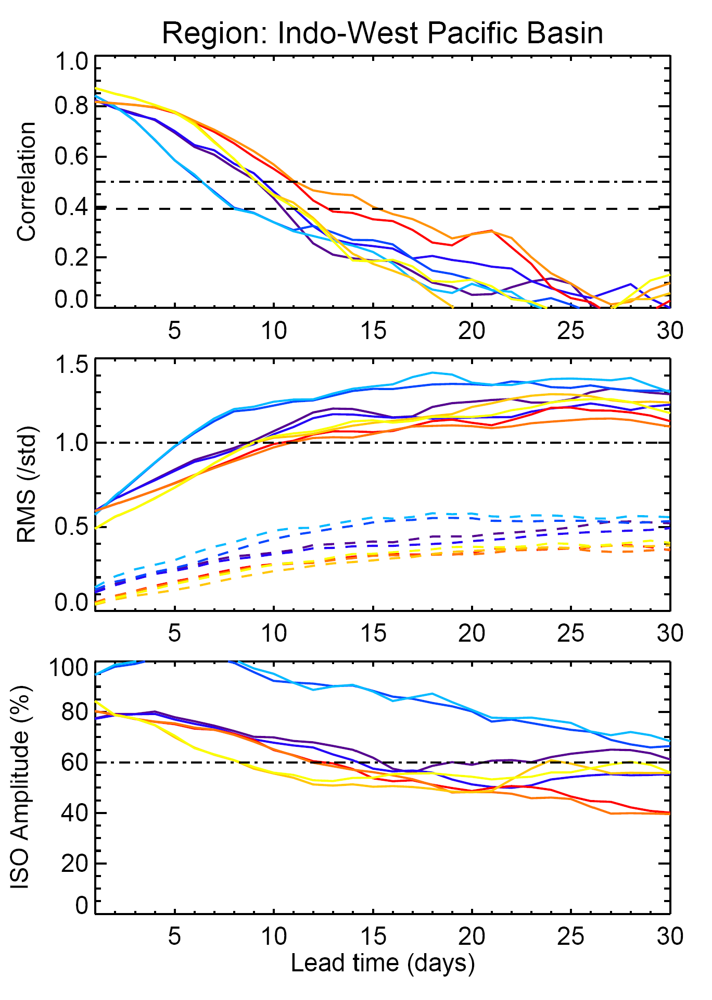 Region: Indo-West Pacific Basin
Correlation
1.0
0.8
0.6
0.4
0.2
0.0
5 10 15 20 25 30
RMS (/std)
1.5
1.0
0.5
0.0
5 10 15 20 25 30
ISO Amplitude (%)
100
80
60
40
20
0
5 10 15 20 25 30
Lead time (days)